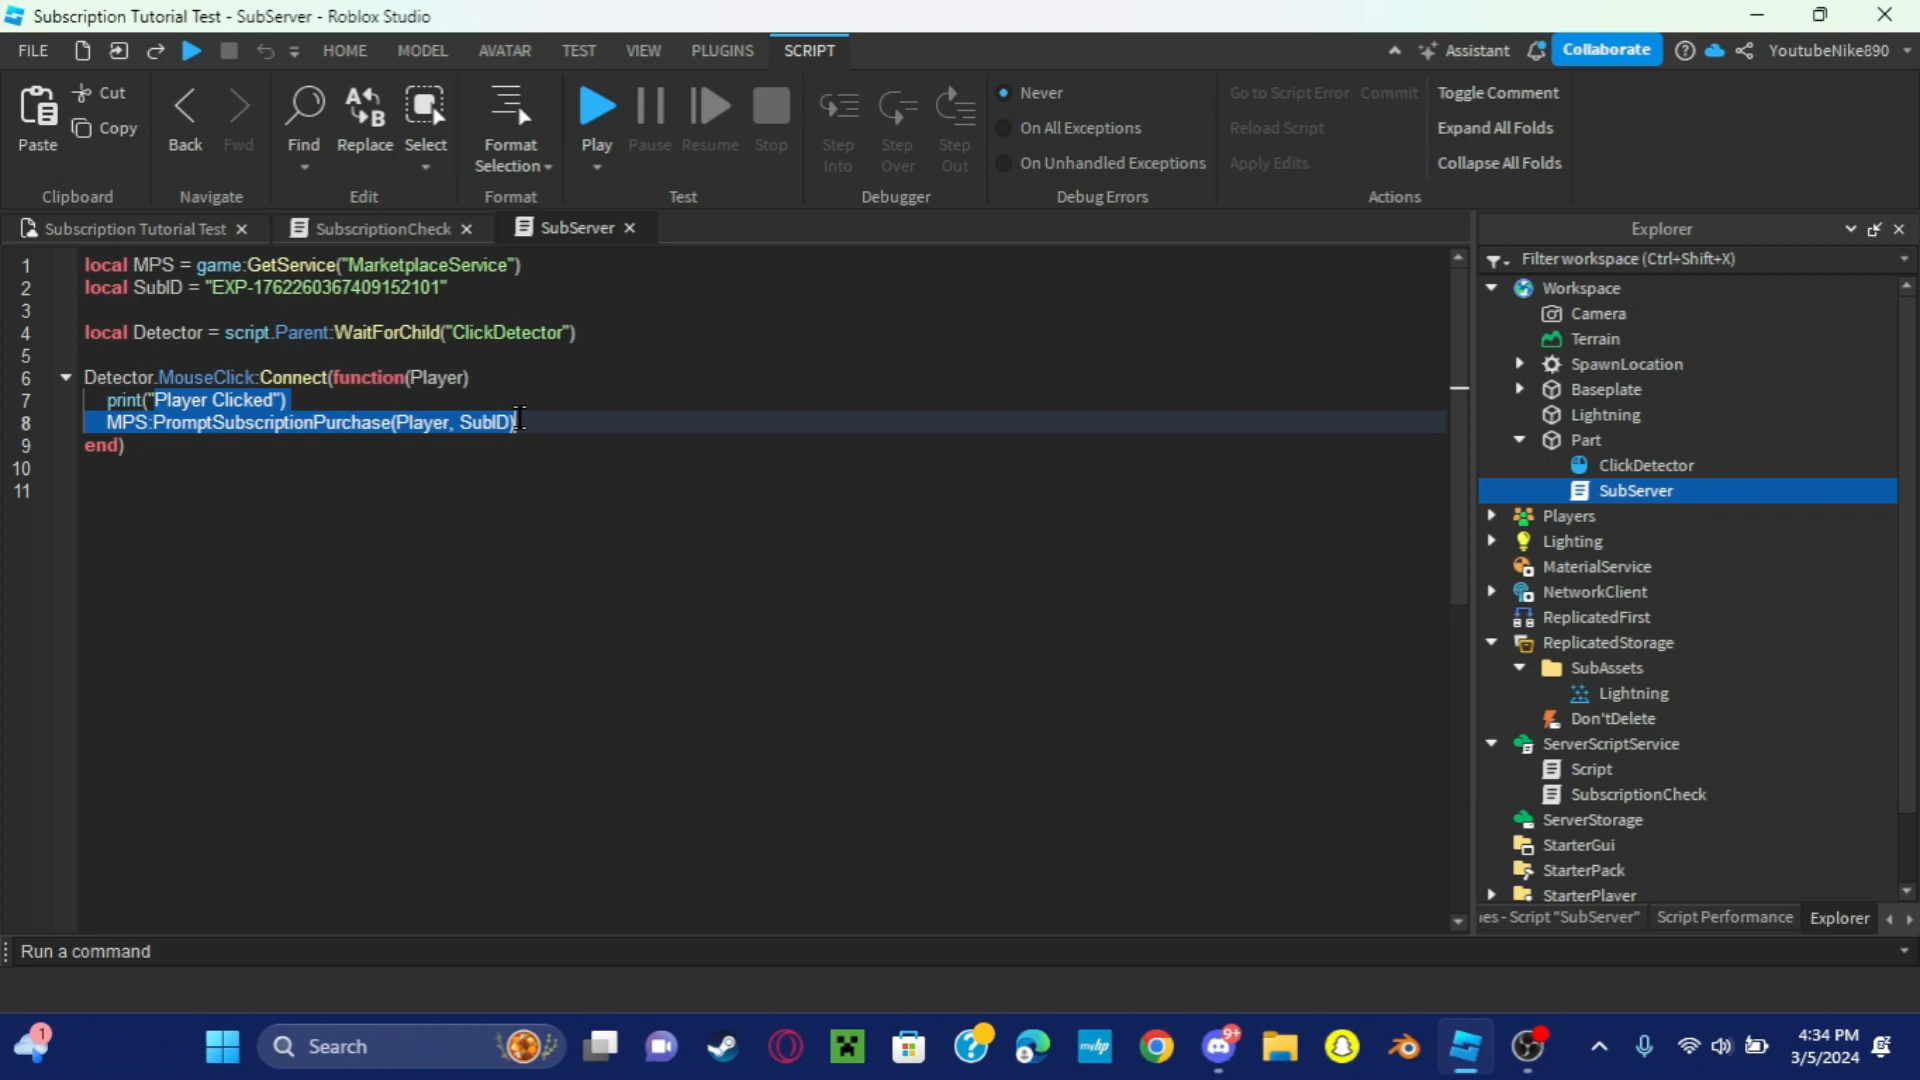 Subscription Tutorial Test - SubServer - Roblox Studio
FILE HOME MODEL AVATAR TEST VIEW PLUGINS SCRIPT Assistant Collaborate YoutubeNike890
Paste Cut Copy
Clipboard
Back Fwd
Navigate
Find Replace Select
Edit
Format Selection
Format
Play Pause Resume Stop
Test
Step Into Step Over Step Out
Debugger
Never
On All Exceptions
On Unhandled Exceptions
Debug Errors
Go to Script Error Commit Toggle Comment
Reload Script Expand All Folds
Apply Edits Collapse All Folds
Actions
Subscription Tutorial Test SubscriptionCheck SubServer
1 local MPS = game:GetService("MarketplaceService")
2 local SubID = "EXP-1762260367409152101"
3
4 local Detector = script.Parent:WaitForChild("ClickDetector")
5
6 Detector.MouseClick:Connect(function(Player)
7 print("Player Clicked")
8 MPS:PromptSubscriptionPurchase(Player, SubID)
9 end)
10
11
Explorer
Filter workspace (Ctrl+Shift+X)
Workspace
Camera
Terrain
SpawnLocation
Baseplate
Lightning
Part
ClickDetector
SubServer
Players
Lighting
MaterialService
NetworkClient
ReplicatedFirst
ReplicatedStorage
SubAssets
Lightning
Don'tDelete
ServerScriptService
Script
SubscriptionCheck
ServerStorage
StarterGui
StarterPack
StarterPlayer
ies - Script "SubServer" Script Performance Explorer
Run a command
1
Search
myhp
9+
4:34 PM
3/5/2024